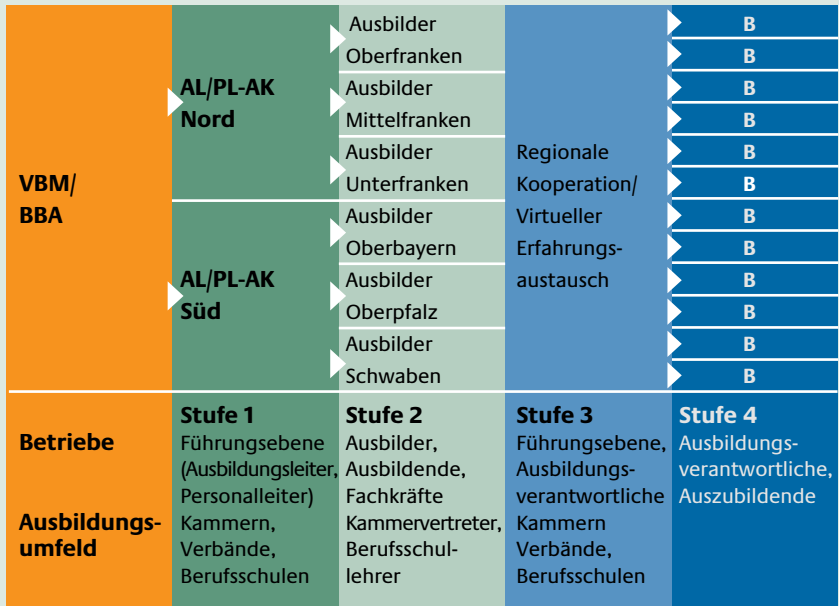 VBM/
BBA
AL/PL-AK
Nord
AL/PL-AK
Süd
Ausbilder
Oberfranken
Ausbilder
Mittelfranken
Ausbilder
Unterfranken
Ausbilder
Oberbayern
Ausbilder
Oberpfalz
Ausbilder
Schwaben
Regionale
Kooperation/
Virtueller
Erfahrungs-
austausch
B
B
B
B
B
B
B
B
B
B
B
B
Betriebe
Ausbildungs-
umfeld
Stufe 1
Führungsebene
(Ausbildungsleiter,
Personalleiter)
Kammern,
Verbände,
Berufsschulen
Stufe 2
Ausbilder,
Ausbildende,
Fachkräfte
Kammervertreter,
Berufsschul-
lehrer
Stufe 3
Führungsebene,
Ausbildungs-
verantwortliche
Kammern
Verbände,
Berufsschulen
Stufe 4
Ausbildungs-
verantwortliche,
Auszubildende